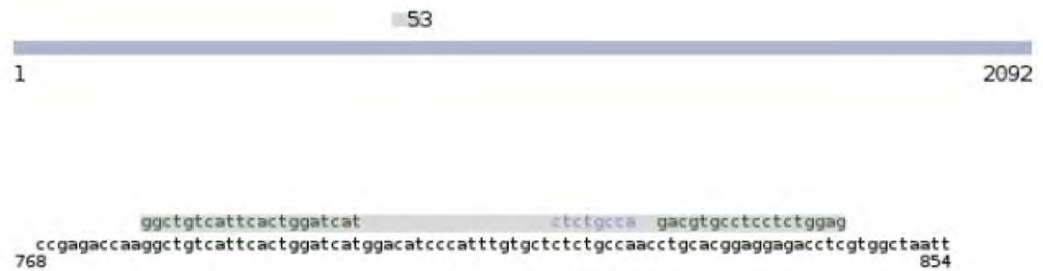 53
1 2092
ggctgtcattcactggatcat ctctgcca gacgtgcctcctctggag
ccgagaccaaggctgtcattcactggatcatggacatcccatttgtgctctctgccaacctgcacggaggagacctcgtggctaatt
768 854